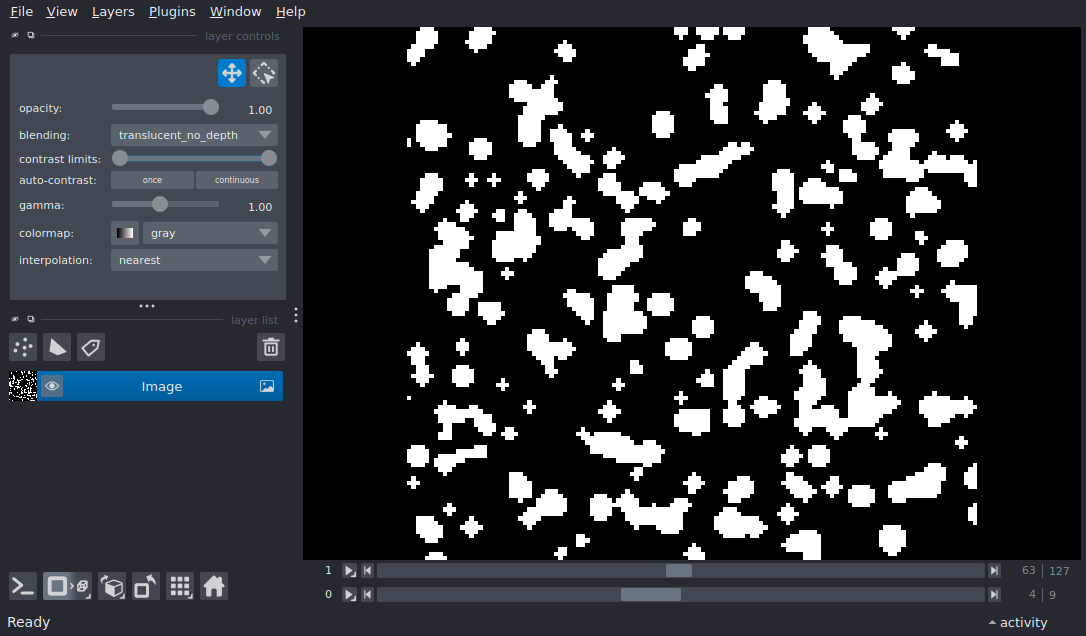 File View Layers Plugins Window Help
layer controls
opacity: 1.00
blending: translucent_no_depth
contrast limits:
auto-contrast: once continuous
gamma: 1.00
colormap: gray
interpolation: nearest
layer list
Image
1 63 127
0 4 9
Ready activity